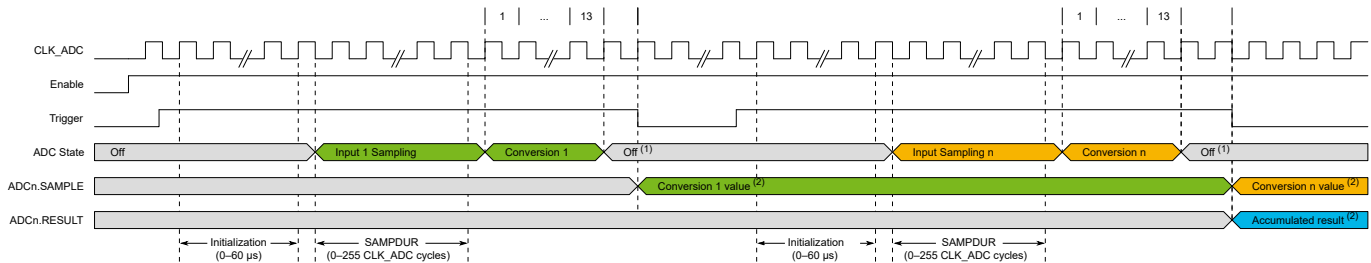 1 ... 13 1 ... 13
CLK_ADC
Enable
Trigger
ADC State Off Input 1 Sampling Conversion 1 Off (1) Input Sampling n Conversion n Off (1)
ADCn.SAMPLE Conversion 1 value (2) Conversion n value (2)
ADCn.RESULT Accumulated result (2)
Initialization SAMPDUR Initialization SAMPDUR
(0–60 µs) (0–255 CLK_ADC cycles) (0–60 µs) (0–255 CLK_ADC cycles)